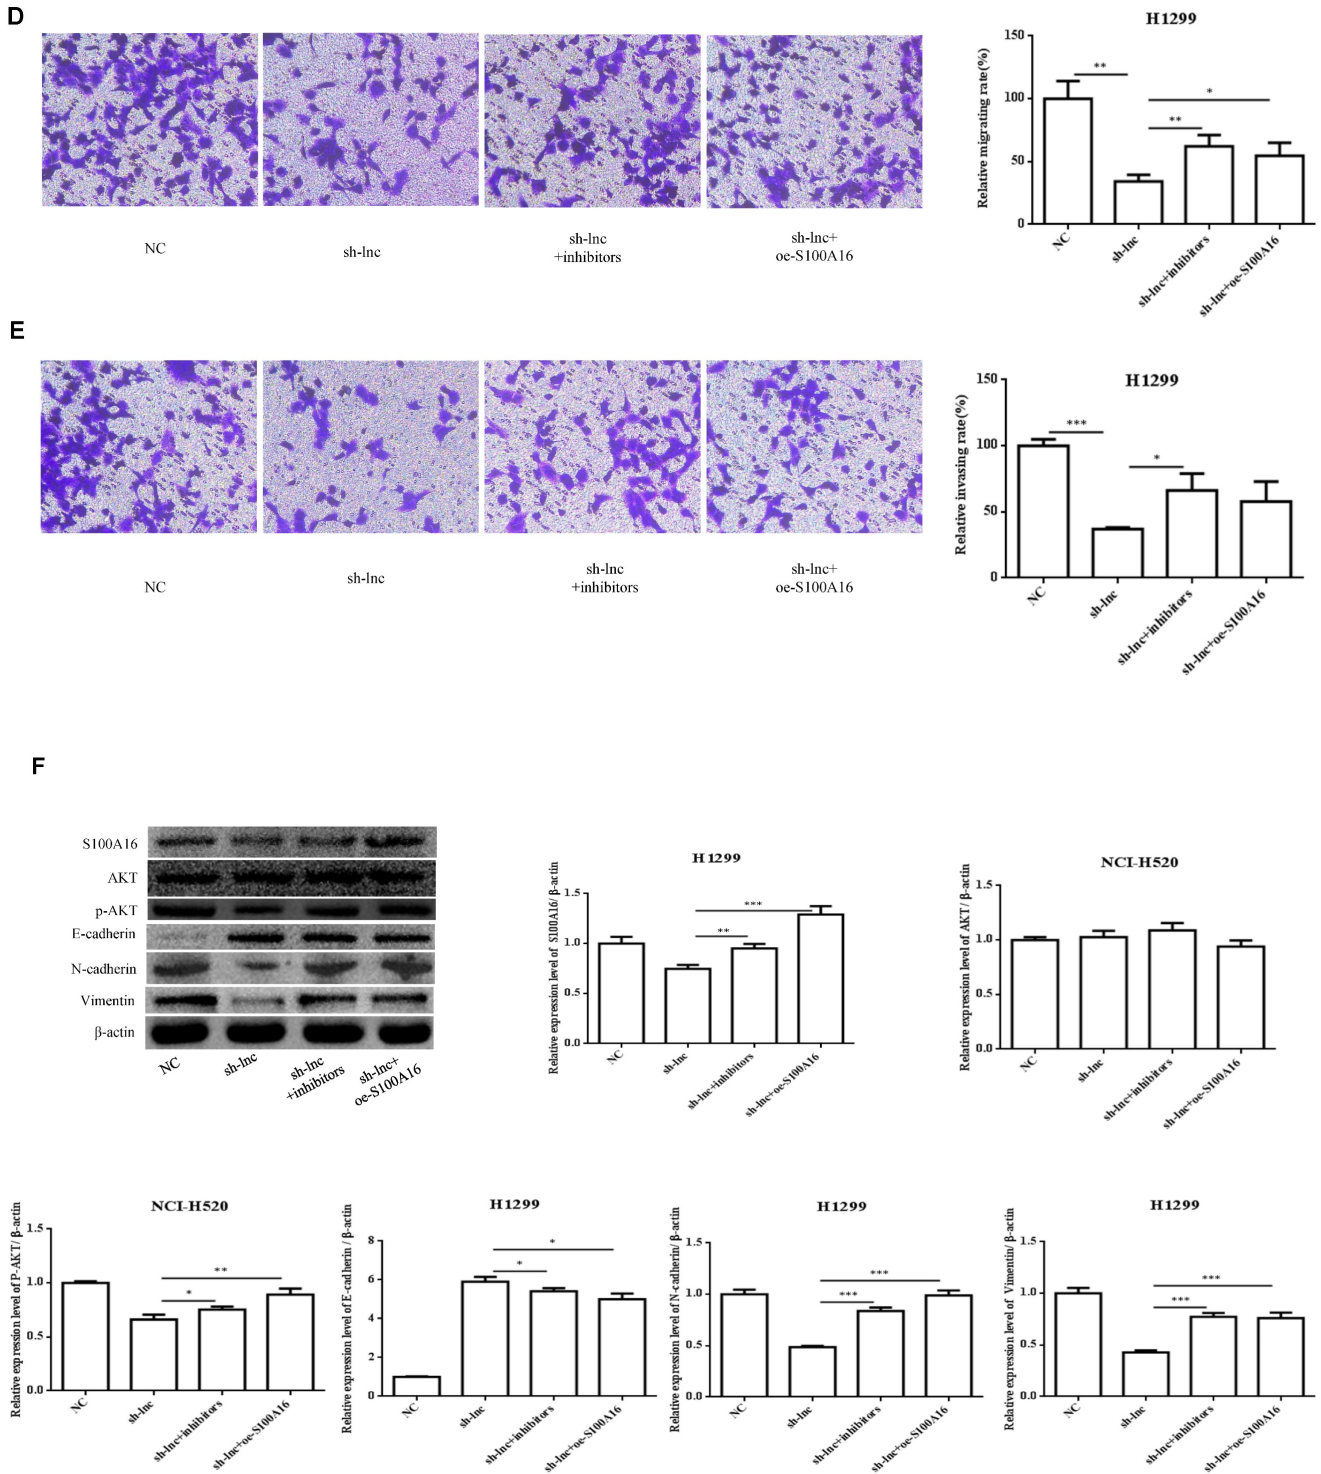 D
NC
sh-lnc
sh-lnc
+inhibitors
sh-lnc+
oe-S100A16
H1299
Relative migrating rate(%)
150
100
50
0
**
**
*
NC
sh-lnc
sh-lnc+inhibitors
sh-lnc+oe-S100A16
E
NC
sh-lnc
sh-lnc
+inhibitors
sh-lnc+
oe-S100A16
H1299
Relative invasing rate(%)
150
100
50
0
***
*
NC
sh-lnc
sh-lnc+inhibitors
sh-lnc+oe-S100A16
F
S100A16
AKT
p-AKT
E-cadherin
N-cadherin
Vimentin
β-actin
NC
sh-lnc
sh-lnc
+inhibitors
sh-lnc+
oe-S100A16
H1299
Relative expression level of S100A16/ β-actin
1.5
1.0
0.5
0.0
***
**
NC
sh-lnc
sh-lnc+inhibitors
sh-lnc+oe-S100A16
NCI-H520
Relative expression level of AKT/ β-actin
1.5
1.0
0.5
0.0
NC
sh-lnc
sh-lnc+inhibitors
sh-lnc+oe-S100A16
NCI-H520
Relative expression level of P-AKT/ β-actin
1.5
1.0
0.5
0.0
**
*
NC
sh-lnc
sh-lnc+inhibitors
sh-lnc+oe-S100A16
H1299
Relative expression level of E-cadherin / β-actin
8
6
4
2
0
*
*
NC
sh-lnc
sh-lnc+inhibitors
sh-lnc+oe-S100A16
H1299
Relative expression level of N-cadherin/ β-actin
1.5
1.0
0.5
0.0
***
***
NC
sh-lnc
sh-lnc+inhibitors
sh-lnc+oe-S100A16
H1299
Relative expression level of Vimentin/ β-actin
1.5
1.0
0.5
0.0
***
***
NC
sh-lnc
sh-lnc+inhibitors
sh-lnc+oe-S100A16